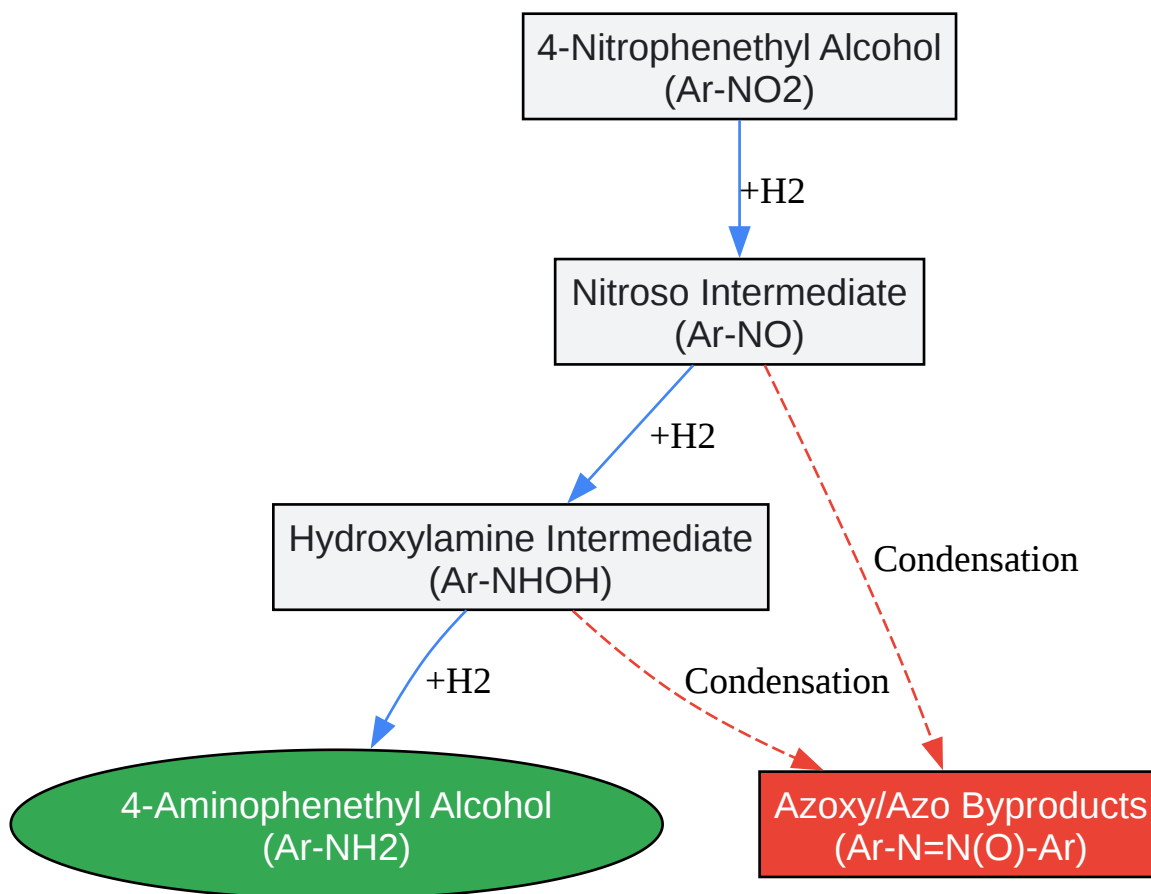 4-Nitrophenethyl Alcohol
(Ar-NO2)
+H2
Nitroso Intermediate
(Ar-NO)
+H2
Hydroxylamine Intermediate
(Ar-NHOH)
Condensation
+H2
Condensation
4-Aminophenethyl Alcohol
(Ar-NH2)
Azoxy/Azo Byproducts
(Ar-N=N(O)-Ar)